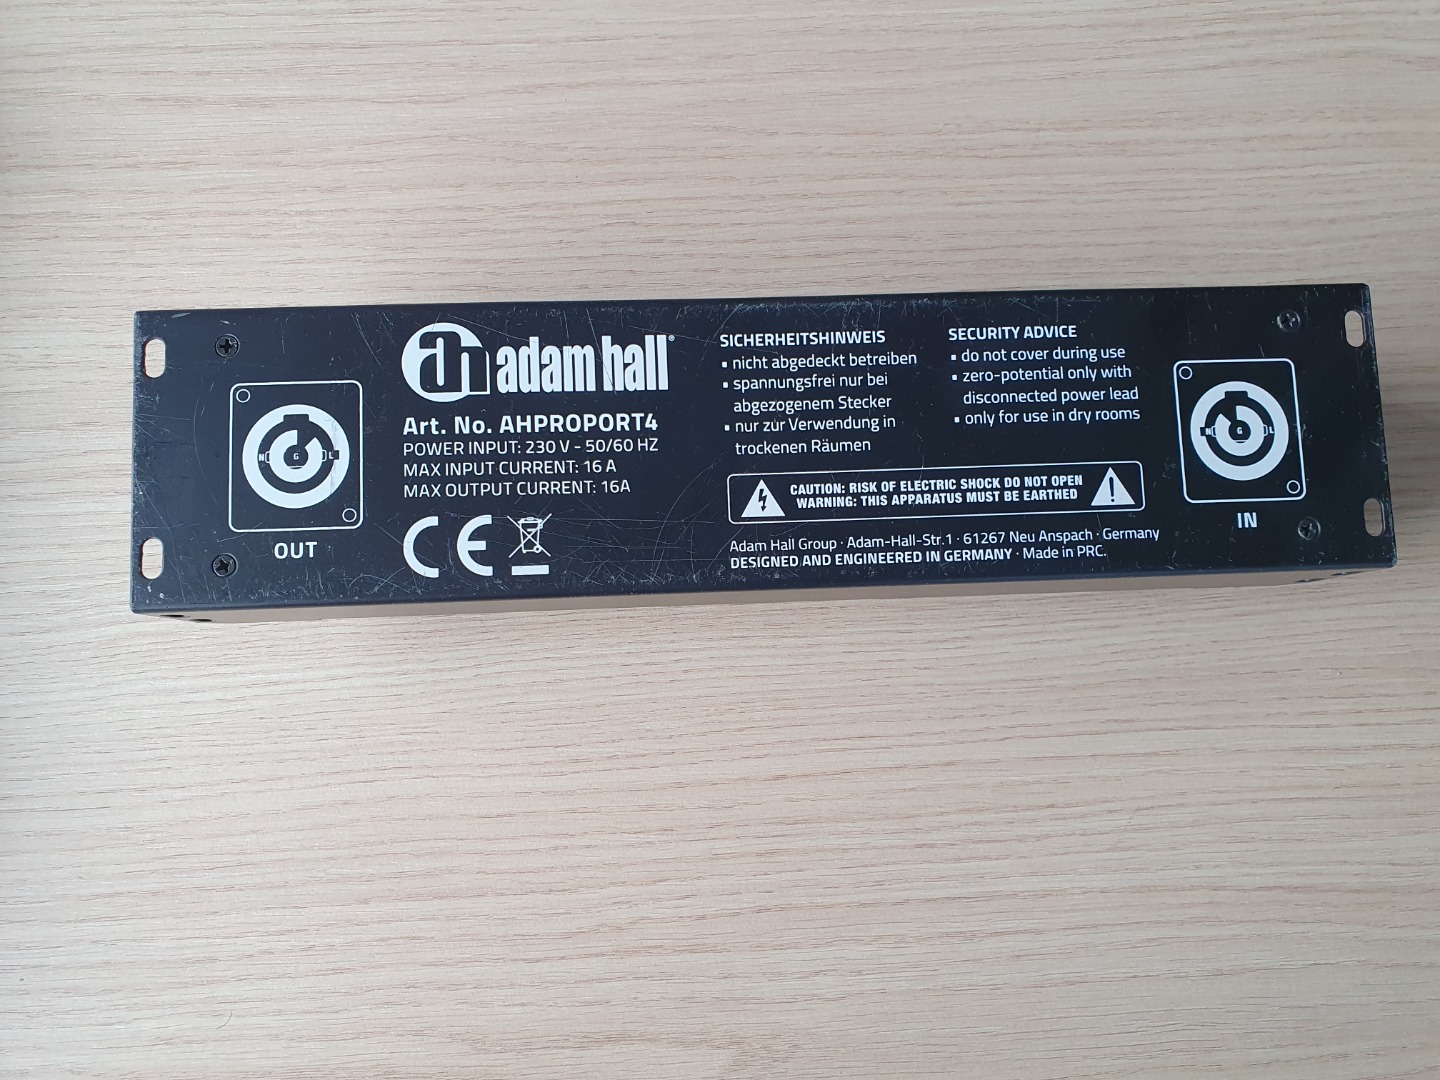 ah adam hall®
Art. No. AHPROPORT4
POWER INPUT: 230 V - 50/60 HZ
MAX INPUT CURRENT: 16 A
MAX OUTPUT CURRENT: 16A
CE
N G L
OUT
SICHERHEITSHINWEIS
▪ nicht abgedeckt betreiben
▪ spannungsfrei nur bei
abgezogenem Stecker
▪ nur zur Verwendung in
trockenen Räumen
SECURITY ADVICE
▪ do not cover during use
▪ zero-potential only with
disconnected power lead
▪ only for use in dry rooms
CAUTION: RISK OF ELECTRIC SHOCK DO NOT OPEN
WARNING: THIS APPARATUS MUST BE EARTHED
Adam Hall Group · Adam-Hall-Str.1 · 61267 Neu Anspach · Germany
DESIGNED AND ENGINEERED IN GERMANY · Made in PRC.
N G L
IN